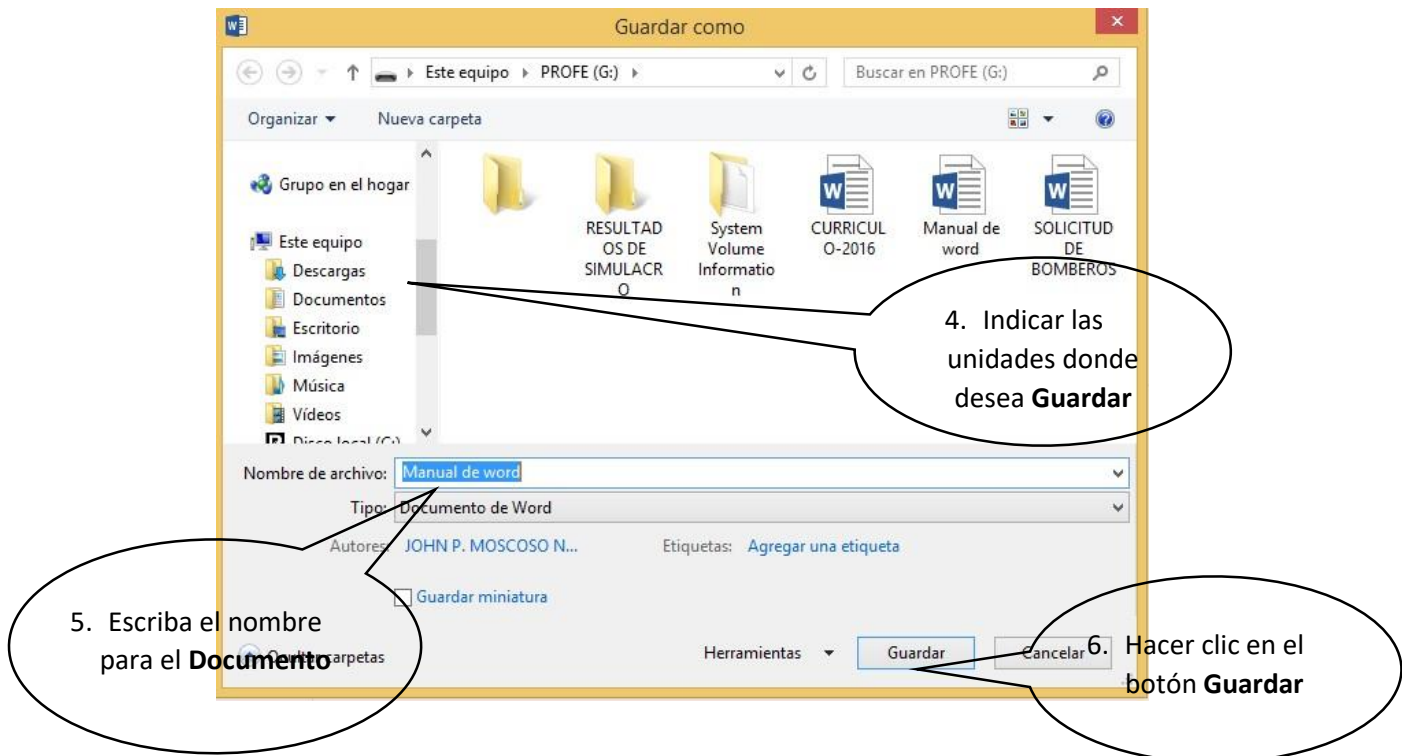 Guardar como
Este equipo PROFE (G:)
Buscar en PROFE (G:)
Organizar
Nueva carpeta
Grupo en el hogar
Este equipo
Descargas
Documentos
Escritorio
Imágenes
Música
Vídeos
Disco local (C:)
RESULTAD
OS DE
SIMULACR
O
System
Volume
Informatio
n
CURRICUL
O-2016
Manual de
word
SOLICITUD
DE
BOMBEROS
4. Indicar las
unidades donde
desea Guardar
Nombre de archivo: Manual de word
Tipo: Documento de Word
Autores: JOHN P. MOSCOSO N...
Etiquetas: Agregar una etiqueta
Guardar miniatura
5. Escriba el nombre
para el Documento
Ocultar carpetas
Herramientas
Guardar
Cancelar
6. Hacer clic en el
botón Guardar